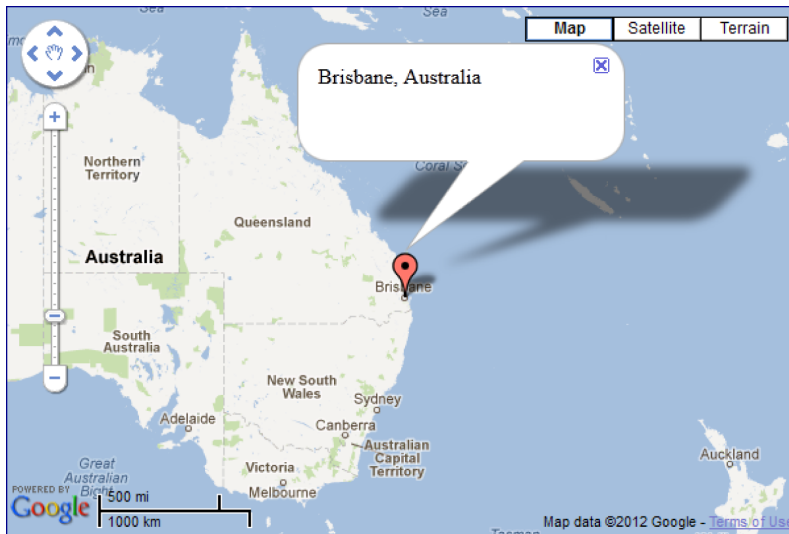 Sea
Sea
Map
Satellite
Terrain
Brisbane, Australia
Northern
Territory
Coral
Queensland
Australia
Brisbane
South
Australia
New South
Wales
Sydney
Adelaide
Canberra
Australian
Capital
Territory
Auckland
Great
Australian
Bight
Victoria
Melbourne
POWERED BY
Google
500 mi
1000 km
Map data ©2012 Google - Terms of Use
Tasman